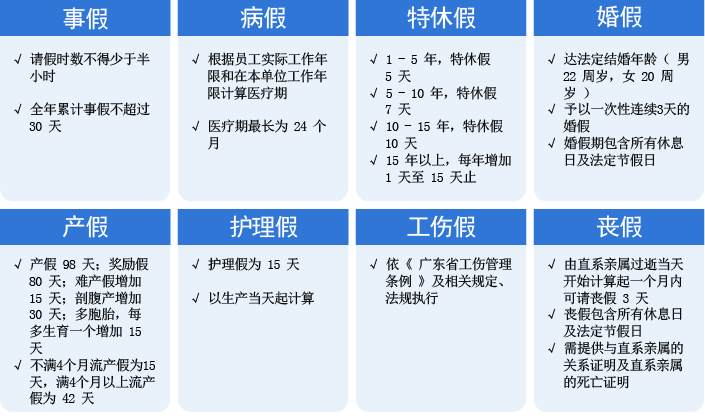 事假
√ 请假时数不得少于半
小时
√ 全年累计事假不超过
30 天
病假
√ 根据员工实际工作年
限和在本单位工作年
限计算医疗期
√ 医疗期最长为 24 个
月
特休假
√ 1 - 5 年，特休假
5 天
√ 5 - 10 年，特休假
7 天
√ 10 - 15 年，特休假
10 天
√ 15 年以上，每年增加
1 天至 15 天止
婚假
√ 达法定结婚年龄（ 男
22 周岁，女 20 周
岁 ）
√ 予以一次性连续3天的
婚假
√ 婚假期包含所有休息
日及法定节假日
产假
√ 产假 98 天；奖励假
80 天；难产假增加
15 天；剖腹产增加
30 天；多胞胎，每
多生育一个增加 15
天
√ 不满4个月流产假为15
天，满4个月以上流产
假为 42 天
护理假
√ 护理假为 15 天
√ 以生产当天起计算
工伤假
√ 依《 广东省工伤管理
条例 》及相关规定、
法规执行
丧假
√ 由直系亲属过逝当天
开始计算起一个月内
可请丧假 3 天
√ 丧假包含所有休息日
及法定节假日
√ 需提供与直系亲属的
关系证明及直系亲属
的死亡证明